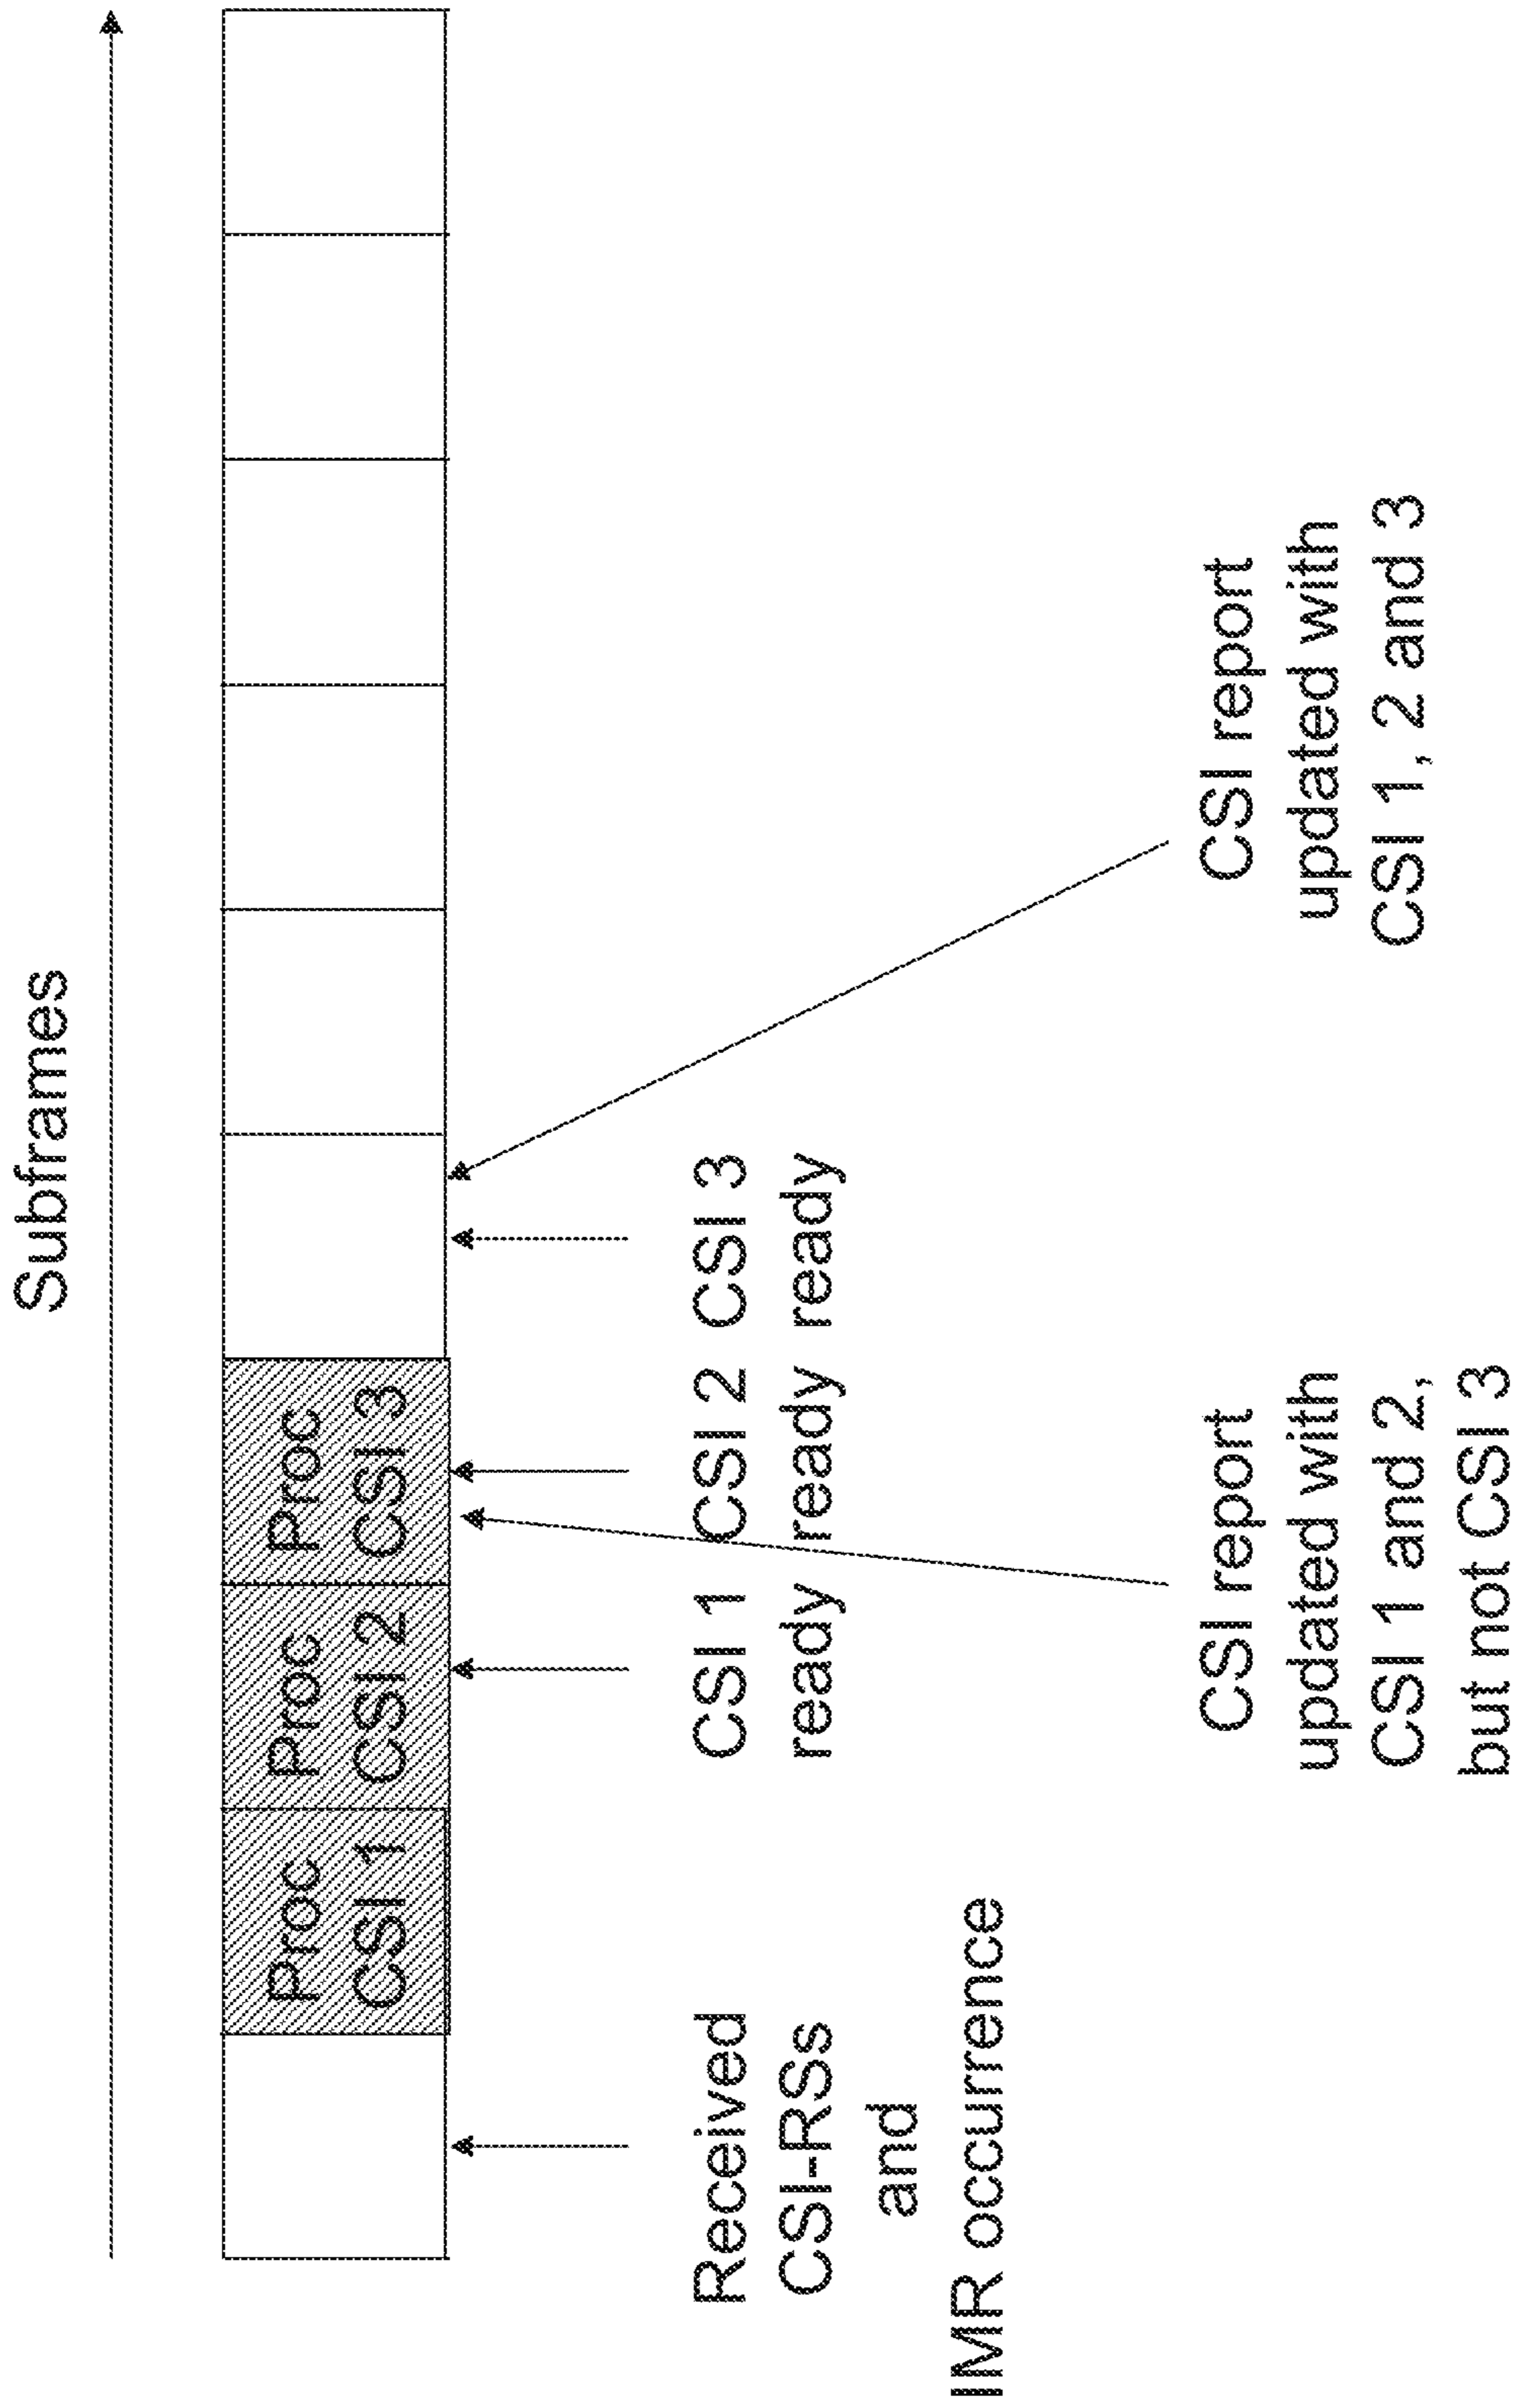 Subframes
Proc
CSI 1
Proc
CSI 2
Proc
CSI 3
Received
CSI-RSs
and
IMR occurrence
CSI 1
ready
CSI 2
ready
CSI 3
ready
CSI report
updated with
CSI 1 and 2,
but not CSI 3
CSI report
updated with
CSI 1, 2 and 3